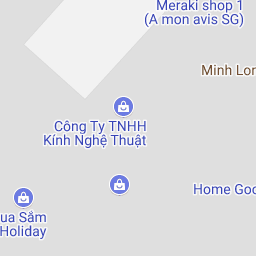 Meraki shop 1
(A mon avis SG)
Minh Lon
Công Ty TNHH
Kính Nghệ Thuật
Home Goo
ua Sắm
Holiday